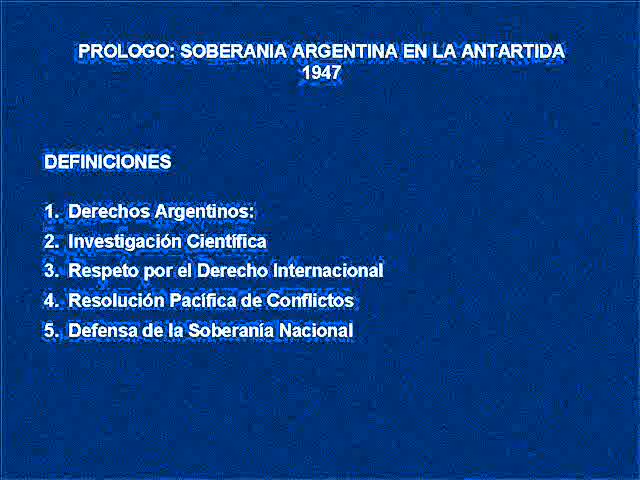 PROLOGO: SOBERANIA ARGENTINA EN LA ANTARTIDA
1947
DEFINICIONES
1. Derechos Argentinos:
2. Investigación Científica
3. Respeto por el Derecho Internacional
4. Resolución Pacífica de Conflictos
5. Defensa de la Soberanía Nacional